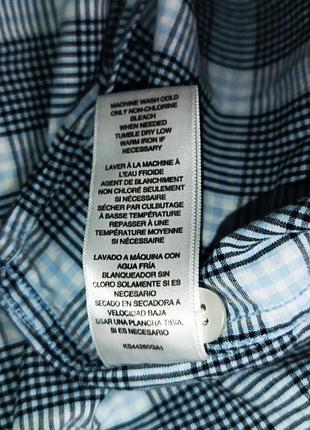 MACHINE WASH COLD
ONLY NON-CHLORINE
BLEACH
WHEN NEEDED
TUMBLE DRY LOW
WARM IRON IF
NECESSARY
LAVER À LA MACHINE À
L'EAU FROIDE
AGENT DE BLANCHIMENT
NON CHLORÉ SEULEMENT
SI NÉCESSAIRE
SÉCHER PAR CULBUTAGE
À BASSE TEMPÉRATURE
REPASSER À UNE
TEMPÉRATURE MOYENNE
SI NÉCESSAIRE
LAVADO A MÁQUINA CON
AGUA FRÍA
BLANQUEADOR SIN
CLORO SOLAMENTE SI ES
NECESARIO
SECADO EN SECADORA A
VELOCIDAD BAJA
USAR UNA PLANCHA TIBIA,
SI ES NECESARIO
KS44260GA1